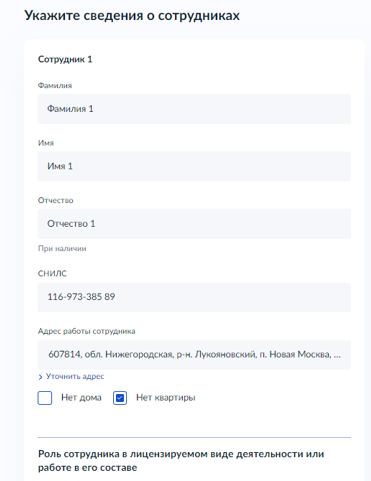 Укажите сведения о сотрудниках
Сотрудник 1
Фамилия
Фамилия 1
Имя
Имя 1
Отчество
Отчество 1
При наличии
СНИЛС
116-973-385 89
Адрес работы сотрудника
607814, обл. Нижегородская, р-н. Лукояновский, п. Новая Москва, ...
Уточнить адрес
Нет дома Нет квартиры
Роль сотрудника в лицензируемом виде деятельности или
работе в его составе